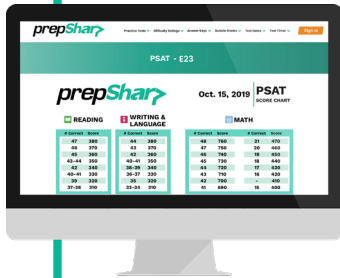 prepSharp
Practice Tests
Difficulty Ratings
Answer Keys
Bubble Sheets
Test Dates
Test Timer
Sign In
PSAT - E23
prepSharp
Oct. 15, 2019
PSAT
SCORE CHART
READING
WRITING &
LANGUAGE
MATH
# Correct Score
# Correct Score
# Correct Score
# Correct Score
47 380
44 380
48 760
21 470
46 370
43 370
47 750
20 460
45 360
42 360
46 740
19 450
43-44 350
40-41 350
45 730
18 440
42 340
38-39 340
44 720
17 430
40-41 330
36-37 330
43 710
16 420
39 320
35 320
42 700
- 410
37-38 310
33-34 310
41 690
15 400